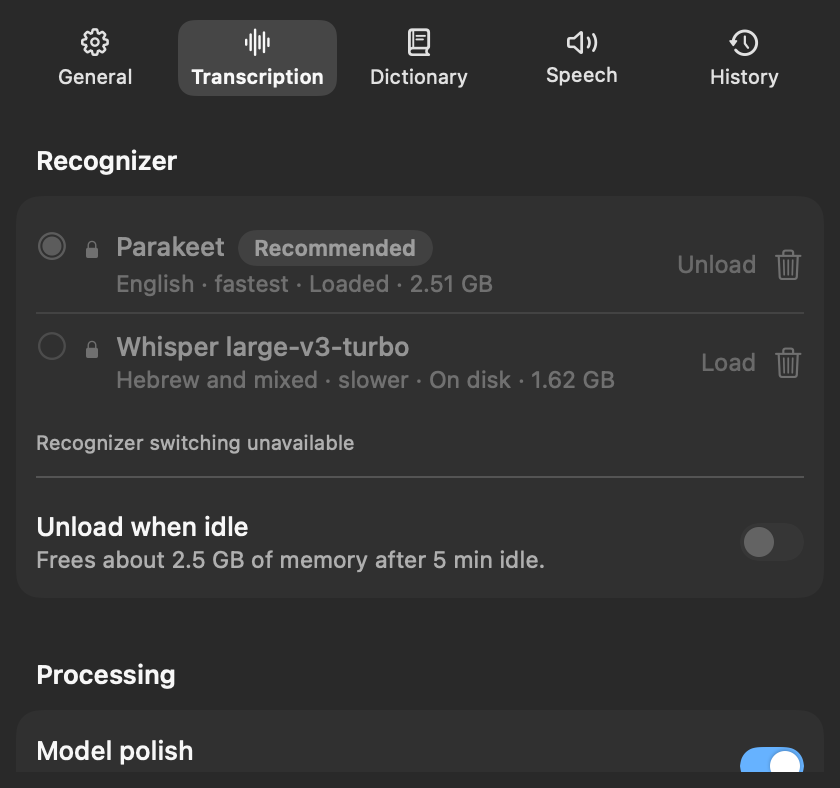 General
Transcription
Dictionary
Speech
History
Recognizer
Parakeet Recommended
English · fastest · Loaded · 2.51 GB
Unload
Whisper large-v3-turbo
Hebrew and mixed · slower · On disk · 1.62 GB
Load
Recognizer switching unavailable
Unload when idle
Frees about 2.5 GB of memory after 5 min idle.
Processing
Model polish